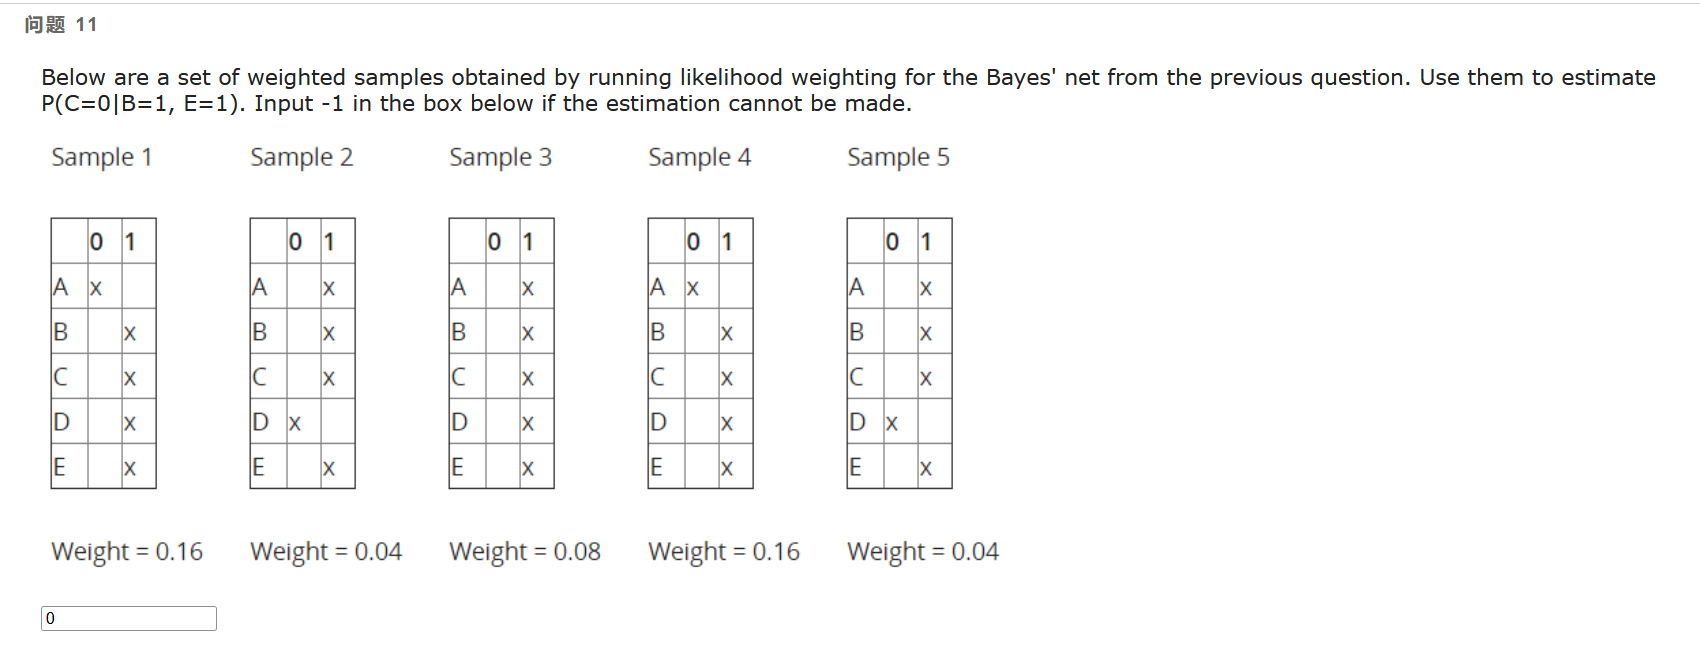 问题 11
Below are a set of weighted samples obtained by running likelihood weighting for the Bayes' net from the previous question. Use them to estimate
P(C=0|B=1, E=1). Input -1 in the box below if the estimation cannot be made.
Sample 1 Sample 2 Sample 3 Sample 4 Sample 5
0 1 0 1 0 1 0 1 0 1
A x A x A x A x A x
B x B x B x B x B x
C x C x C x C x C x
D x D x D x D x D x
E x E x E x E x E x
Weight = 0.16 Weight = 0.04 Weight = 0.08 Weight = 0.16 Weight = 0.04
0